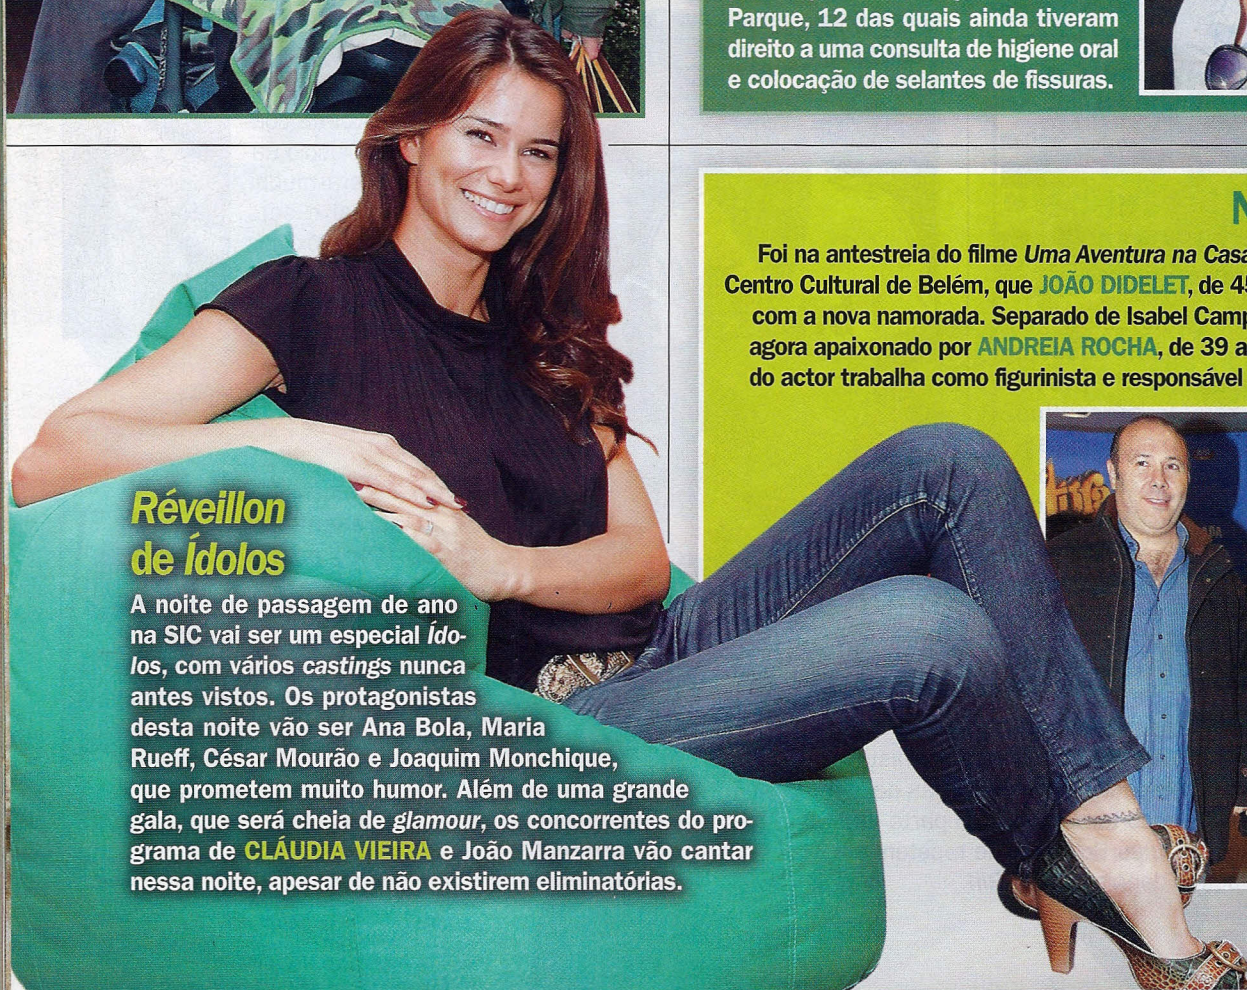 Parque, 12 das quais ainda tiveram
direito a uma consulta de higiene oral
e colocação de selantes de fissuras.
Foi na antestreia do filme Uma Aventura na Casa
Centro Cultural de Belém, que JOÃO DIDELET, de 45
com a nova namorada. Separado de Isabel Camp
agora apaixonado por ANDREIA ROCHA, de 39 a
do actor trabalha como figurinista e responsável
Réveillon
de Ídolos
A noite de passagem de ano
na SIC vai ser um especial Ído-
los, com vários castings nunca
antes vistos. Os protagonistas
desta noite vão ser Ana Bola, Maria
Rueff, César Mourão e Joaquim Monchique,
que prometem muito humor. Além de uma grande
gala, que será cheia de glamour, os concorrentes do pro-
grama de CLÁUDIA VIEIRA e João Manzarra vão cantar
nessa noite, apesar de não existirem eliminatórias.